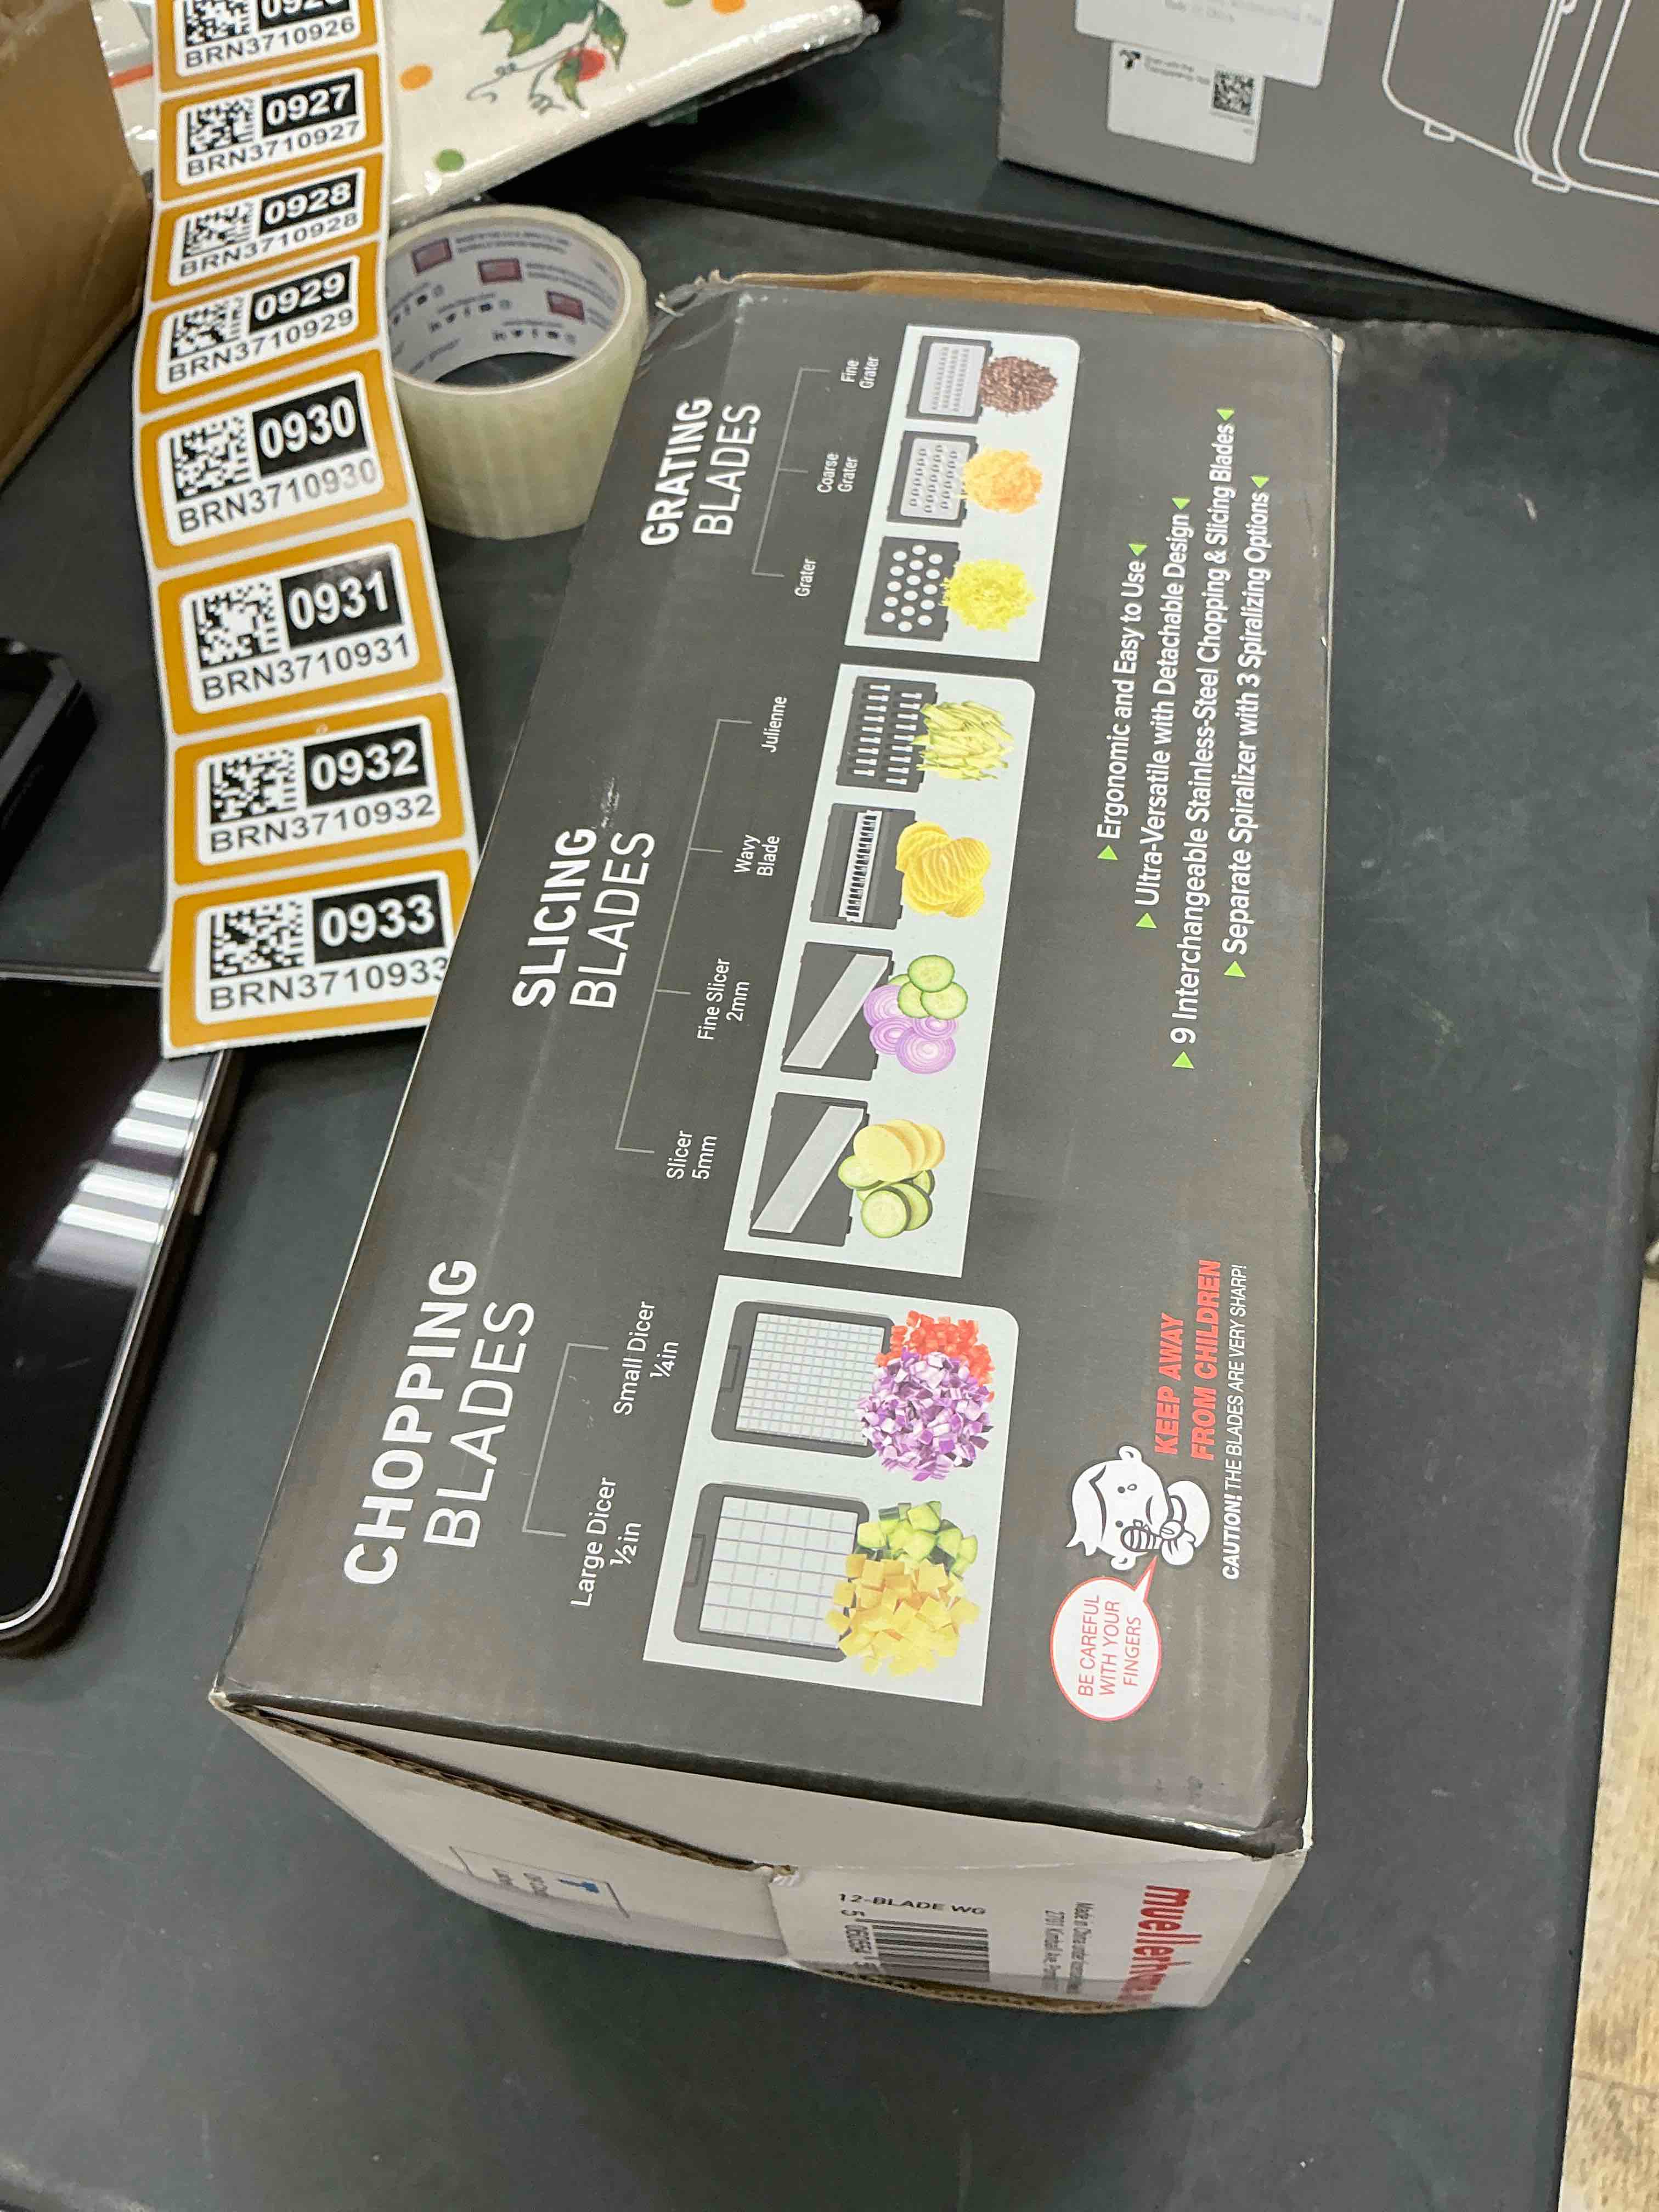 BRN3710926
0927
BRN3710927
0928
BRN3710928
0929
BRN3710929
0930
BRN3710930
0931
BRN3710931
0932
BRN3710932
0933
BRN3710933
CHOPPING
BLADES
Large Dicer
½in
Small Dicer
¼in
SLICING
BLADES
Slicer
5mm
Fine Slicer
2mm
Wavy
Blade
Julienne
GRATING
BLADES
Grater
Coarse
Grater
Fine
Grater
BE CAREFUL
WITH YOUR
FINGERS
KEEP AWAY
FROM CHILDREN
CAUTION! THE BLADES ARE VERY SHARP!
Ergonomic and Easy to Use
Ultra-Versatile with Detachable Design
9 Interchangeable Stainless-Steel Chopping & Slicing Blades
Separate Spiralizer with 3 Spiralizing Options
12-BLADE WG